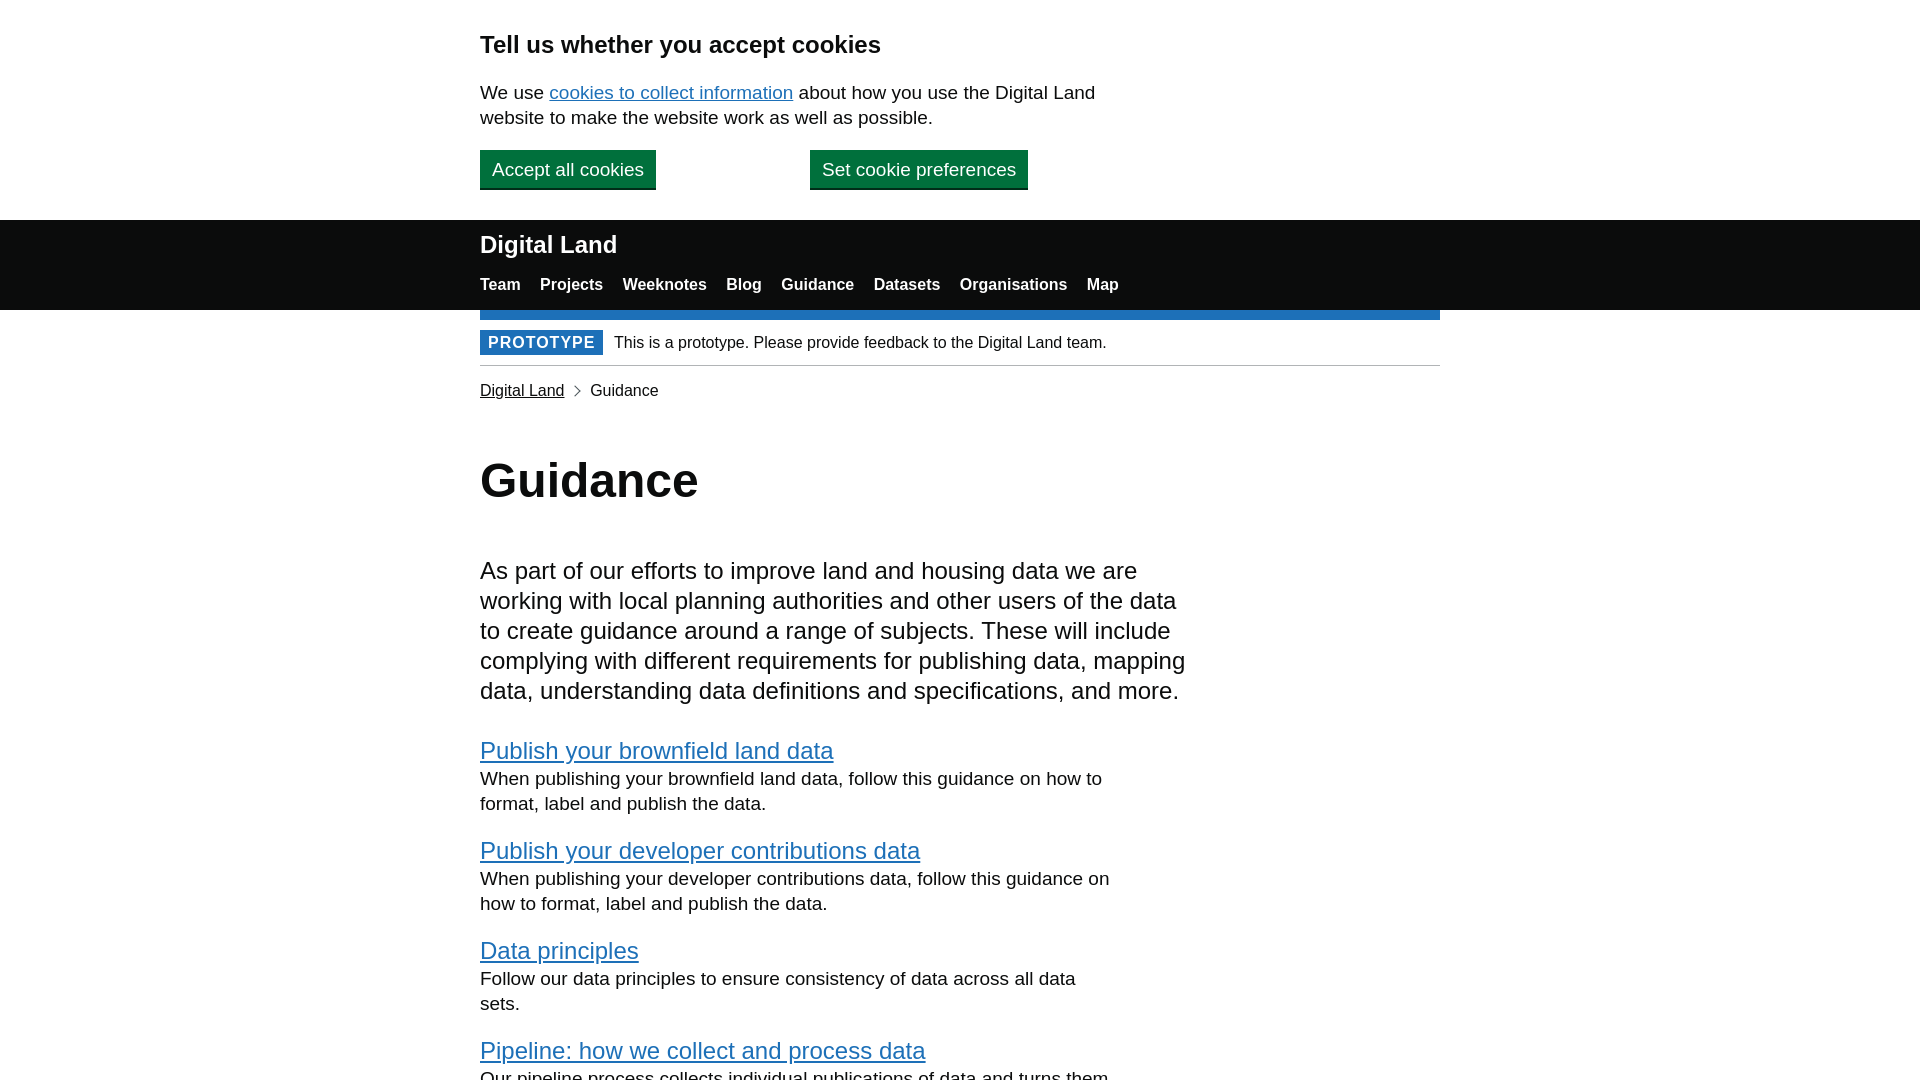 Tell us whether you accept cookies
We use cookies to collect information about how you use the Digital Land
website to make the website work as well as possible.
Accept all cookies
Set cookie preferences
Digital Land
Team Projects Weeknotes Blog Guidance Datasets Organisations Map
PROTOTYPE This is a prototype. Please provide feedback to the Digital Land team.
Digital Land Guidance
Guidance
As part of our efforts to improve land and housing data we are
working with local planning authorities and other users of the data
to create guidance around a range of subjects. These will include
complying with different requirements for publishing data, mapping
data, understanding data definitions and specifications, and more.
Publish your brownfield land data
When publishing your brownfield land data, follow this guidance on how to
format, label and publish the data.
Publish your developer contributions data
When publishing your developer contributions data, follow this guidance on
how to format, label and publish the data.
Data principles
Follow our data principles to ensure consistency of data across all data
sets.
Pipeline: how we collect and process data
Our pipeline process collects individual publications of data and turns them